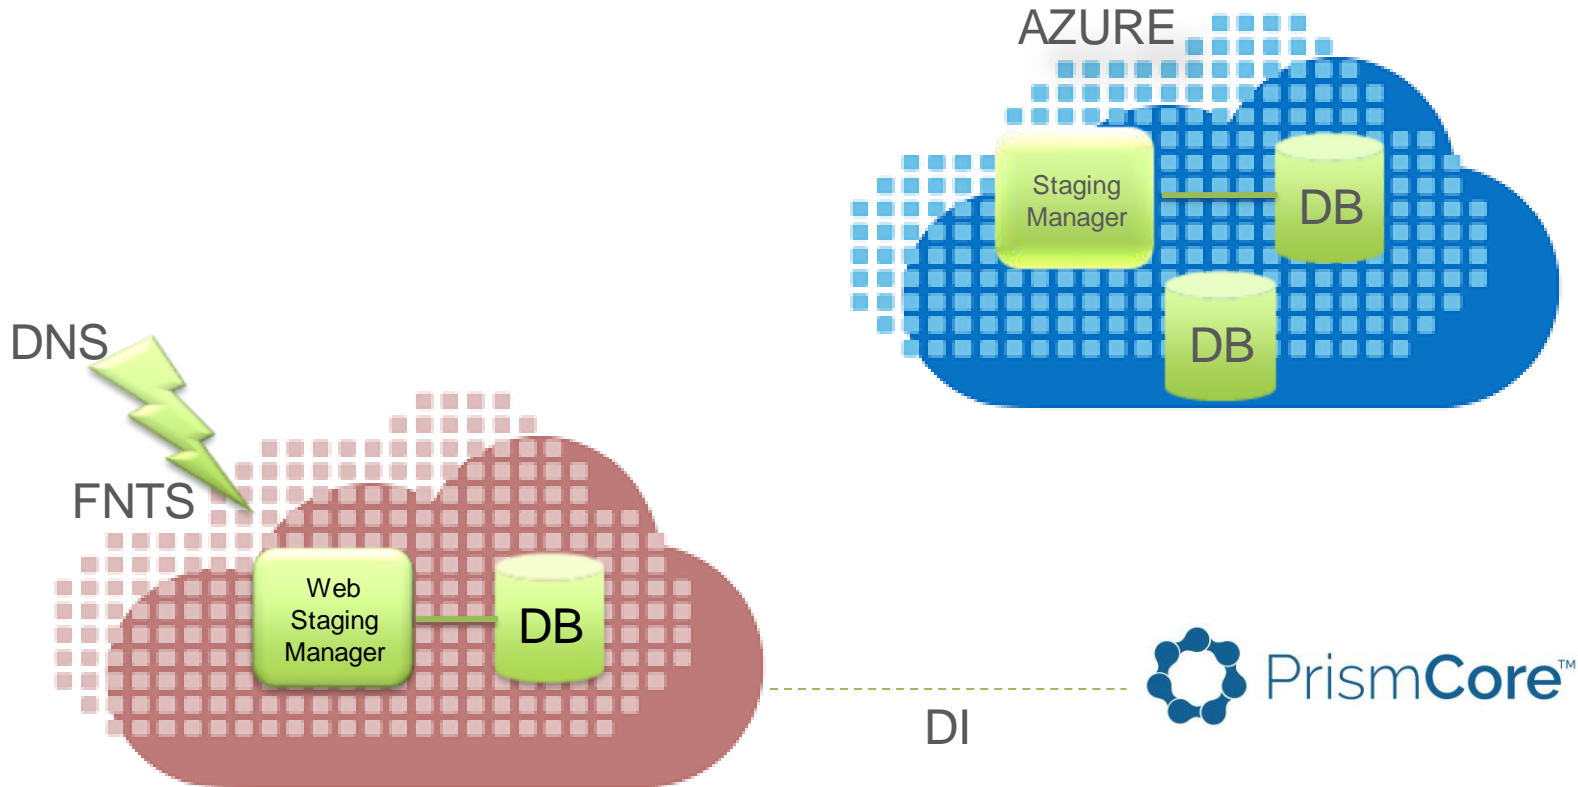 AZURE
Staging
Manager
DB
DB
DNS
FNTS
Web
Staging
Manager
DB
PrismCore™
DI